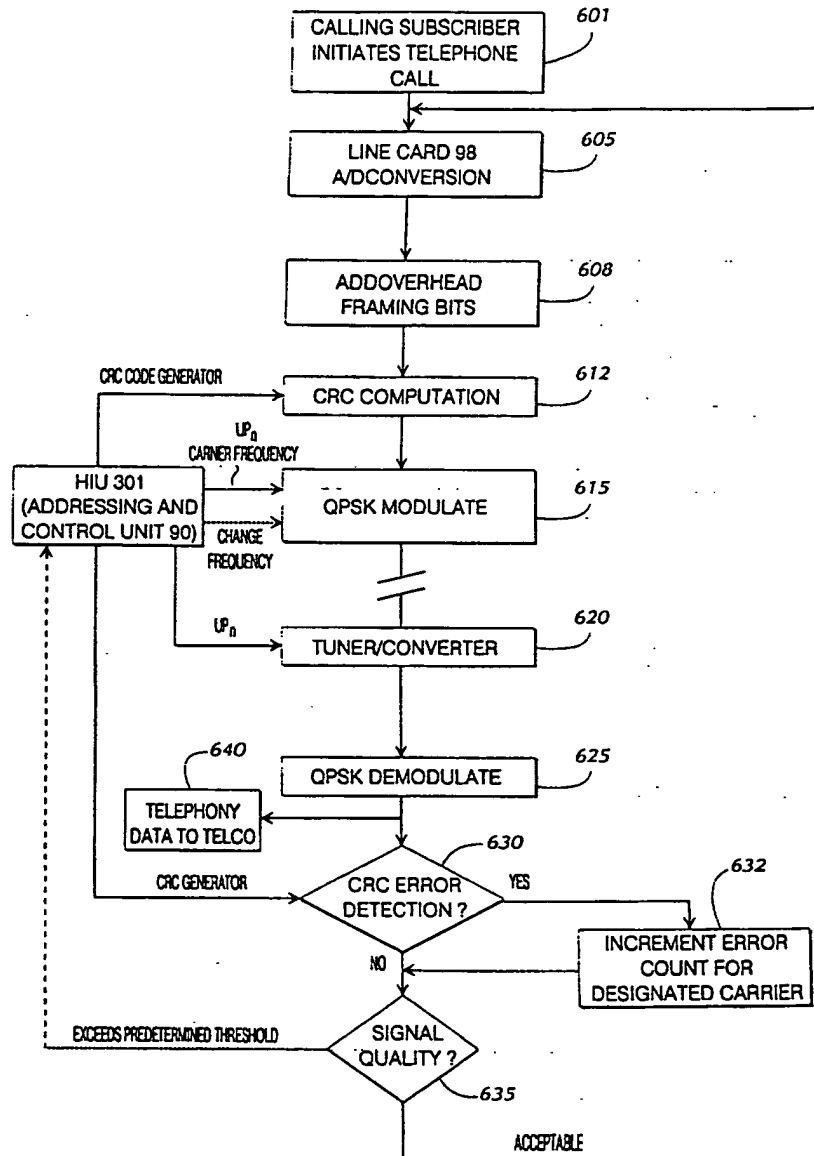 CALLING SUBSCRIBER
INITIATES TELEPHONE
CALL
601
LINE CARD 98
A/DCONVERSION
605
ADDOVERHEAD
FRAMING BITS
608
CRC CODE GENERATOR
CRC COMPUTATION
612
UPn
CARNER FREQUENCY
HIU 301
(ADDRESSING AND
CONTROL UNIT 90)
QPSK MODULATE
615
CHANGE
FREQUENCY
UPn
TUNER/CONVERTER
620
QPSK DEMODULATE
625
640
TELEPHONY
DATA TO TELCO
630
CRC GENERATOR
CRC ERROR
DETECTION ?
YES
632
INCREMENT ERROR
COUNT FOR
DESIGNATED CARRIER
NO
EXCEEDS PREDETERMINED THRESHOLD
SIGNAL
QUALITY ?
635
ACCEPTABLE